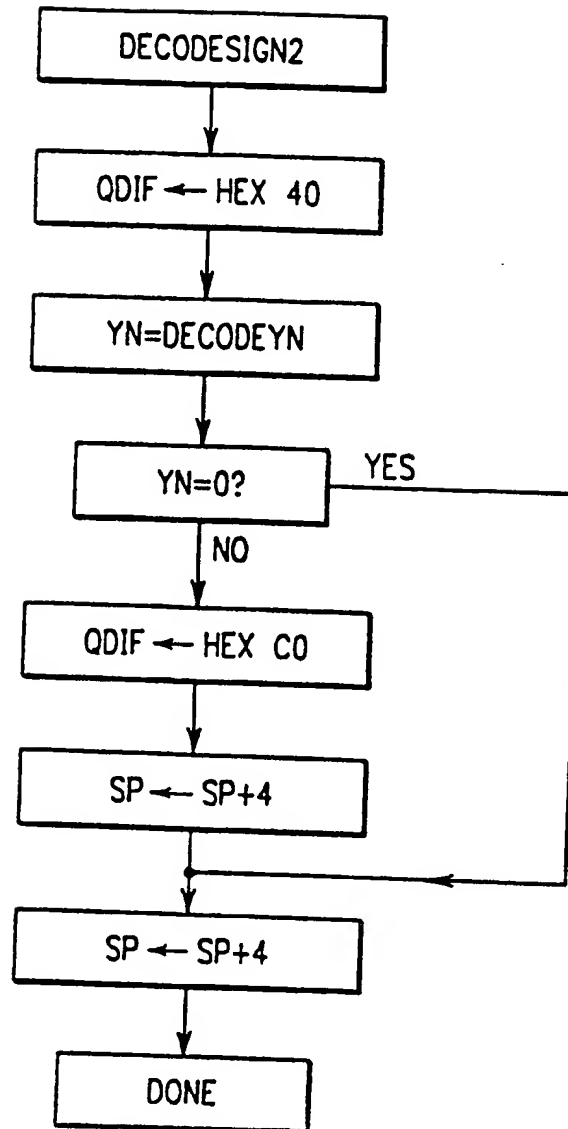 DECODESIGN2
QDIF ← HEX 40
YN=DECODEYN
YN=0?
YES
NO
QDIF ← HEX C0
SP ← SP+4
SP ← SP+4
DONE